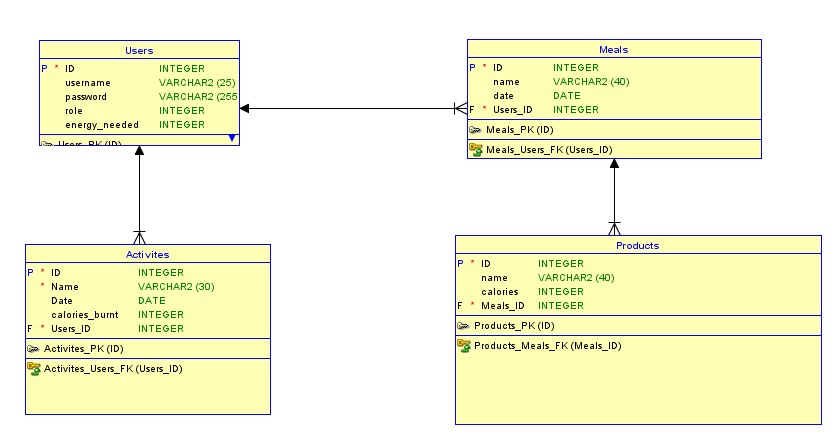 Users
P * ID INTEGER
username VARCHAR2 (25)
password VARCHAR2 (255
role INTEGER
energy_needed INTEGER
Users_PK (ID)
Meals
P * ID INTEGER
name VARCHAR2 (40)
date DATE
F * Users_ID INTEGER
Meals_PK (ID)
Meals_Users_FK (Users_ID)
Activites
P * ID INTEGER
* Name VARCHAR2 (30)
Date DATE
calories_burnt INTEGER
F * Users_ID INTEGER
Activites_PK (ID)
Activites_Users_FK (Users_ID)
Products
P * ID INTEGER
name VARCHAR2 (40)
calories INTEGER
F * Meals_ID INTEGER
Products_PK (ID)
Products_Meals_FK (Meals_ID)